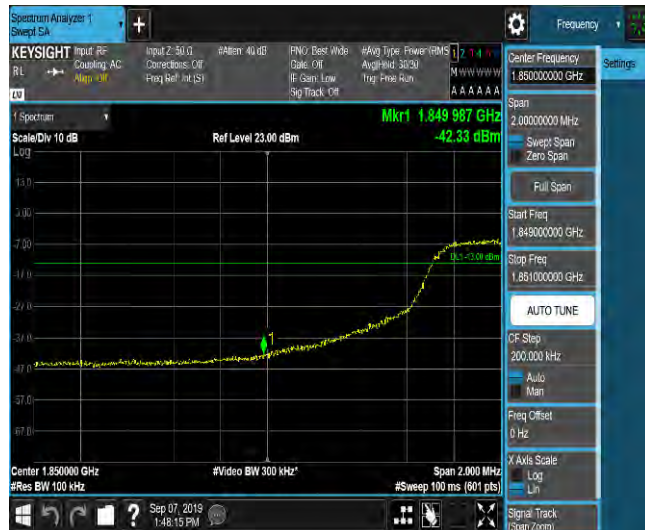 Spectrum Analyzer 1
Swept SA
Frequency
KEYSIGHT Input: RF Input Z: 50 Ω #Atten: 40 dB PNO: Best Wide #Avg Type: Power (RMS
RL Coupling: AC Corrections: Off Gate: Off Avg|Hold: 30/30
Align: Off Freq Ref: Int (S) IF Gain: Low Trig: Free Run
Sig Track: Off
M W W W W W
A A A A A A
LXI
1 Spectrum
Scale/Div 10 dB
Ref Level 23.00 dBm
Mkr1 1.849 987 GHz
-42.33 dBm
Log
13.0
3.00
-7.00
DL1 -13.00 dBm
-17.0
-27.0
-37.0
-47.0
-57.0
-67.0
1
Center 1.850000 GHz
#Video BW 300 kHz*
Span 2.000 MHz
#Res BW 100 kHz
#Sweep 100 ms (601 pts)
Sep 07, 2019
1:48:15 PM
Settings
Center Frequency
1.850000000 GHz
Span
2.00000000 MHz
Swept Span
Zero Span
Full Span
Start Freq
1.849000000 GHz
Stop Freq
1.851000000 GHz
AUTO TUNE
CF Step
200.000 kHz
Auto
Man
Freq Offset
0 Hz
X Axis Scale
Log
Lin
Signal Track
(Span Zoom)